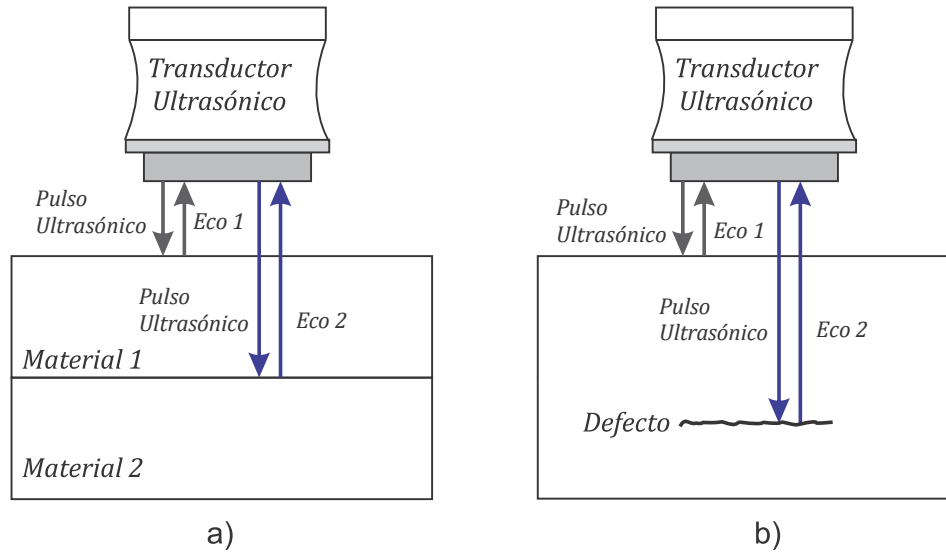 Transductor
Ultrasónico
Pulso
Ultrasónico
Eco 1
Pulso
Ultrasónico
Eco 2
Material 1
Material 2
a)
Transductor
Ultrasónico
Pulso
Ultrasónico
Eco 1
Pulso
Ultrasónico
Eco 2
Defecto
b)